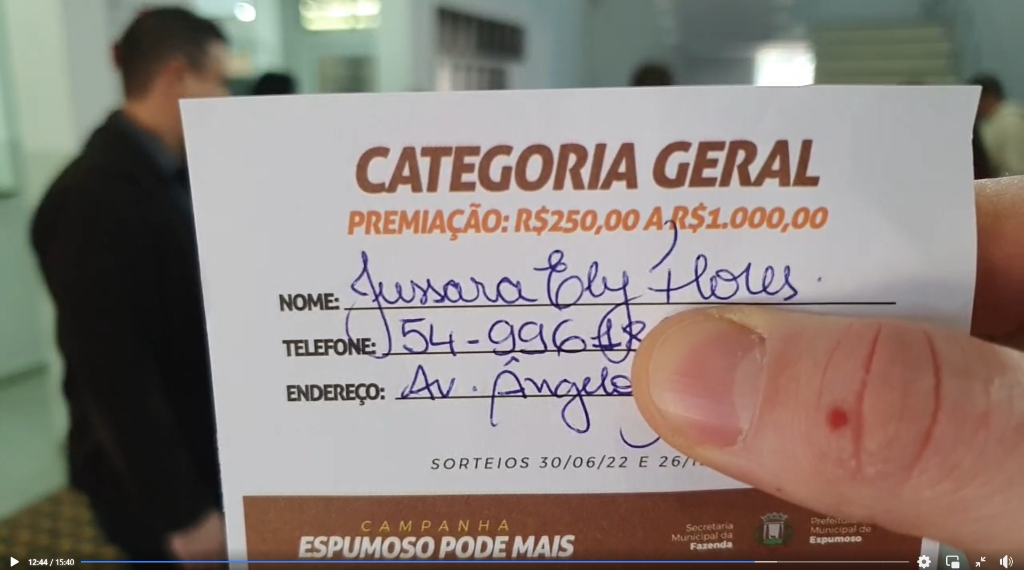 CATEGORIA GERAL
PREMIAÇÃO: R$250,00 A R$1.000,00
NOME: Jussara Ely Flores.
TELEFONE: 54-99618
ENDEREÇO: Av. Ângelo
SORTEIOS 30/06/22 E 26/1
CAMPANHA
ESPUMOSO PODE MAIS
Secretaria
Municipal da
Fazenda
Prefeitura
Municipal de
Espumoso
12:44 / 15:40